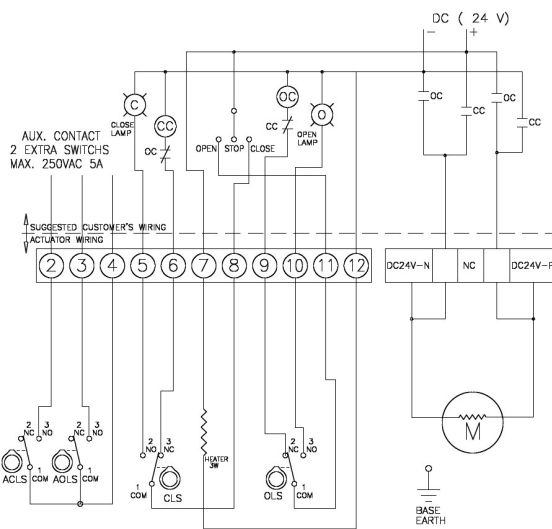 DC ( 24 V)
− +
OC
OC
CC
CC
C
CLOSE
LAMP
CC
OC
OPEN STOP CLOSE
OC
CC
O
OPEN
LAMP
AUX. CONTACT
2 EXTRA SWITCHS
MAX. 250VAC 5A
SUGGESTED CUSTOMER'S WIRING
ACTUATOR WIRING
2 3 4 5 6 7 8 9 10 11 12
DC24V-N NC DC24V-P
2 3
NC NO
1
COM
ACLS
2 3
NC NO
1
COM
AOLS
2 3
NO NC
1
COM
CLS
HEATER
3W
2 3
NC NO
1
COM
OLS
M
BASE
EARTH